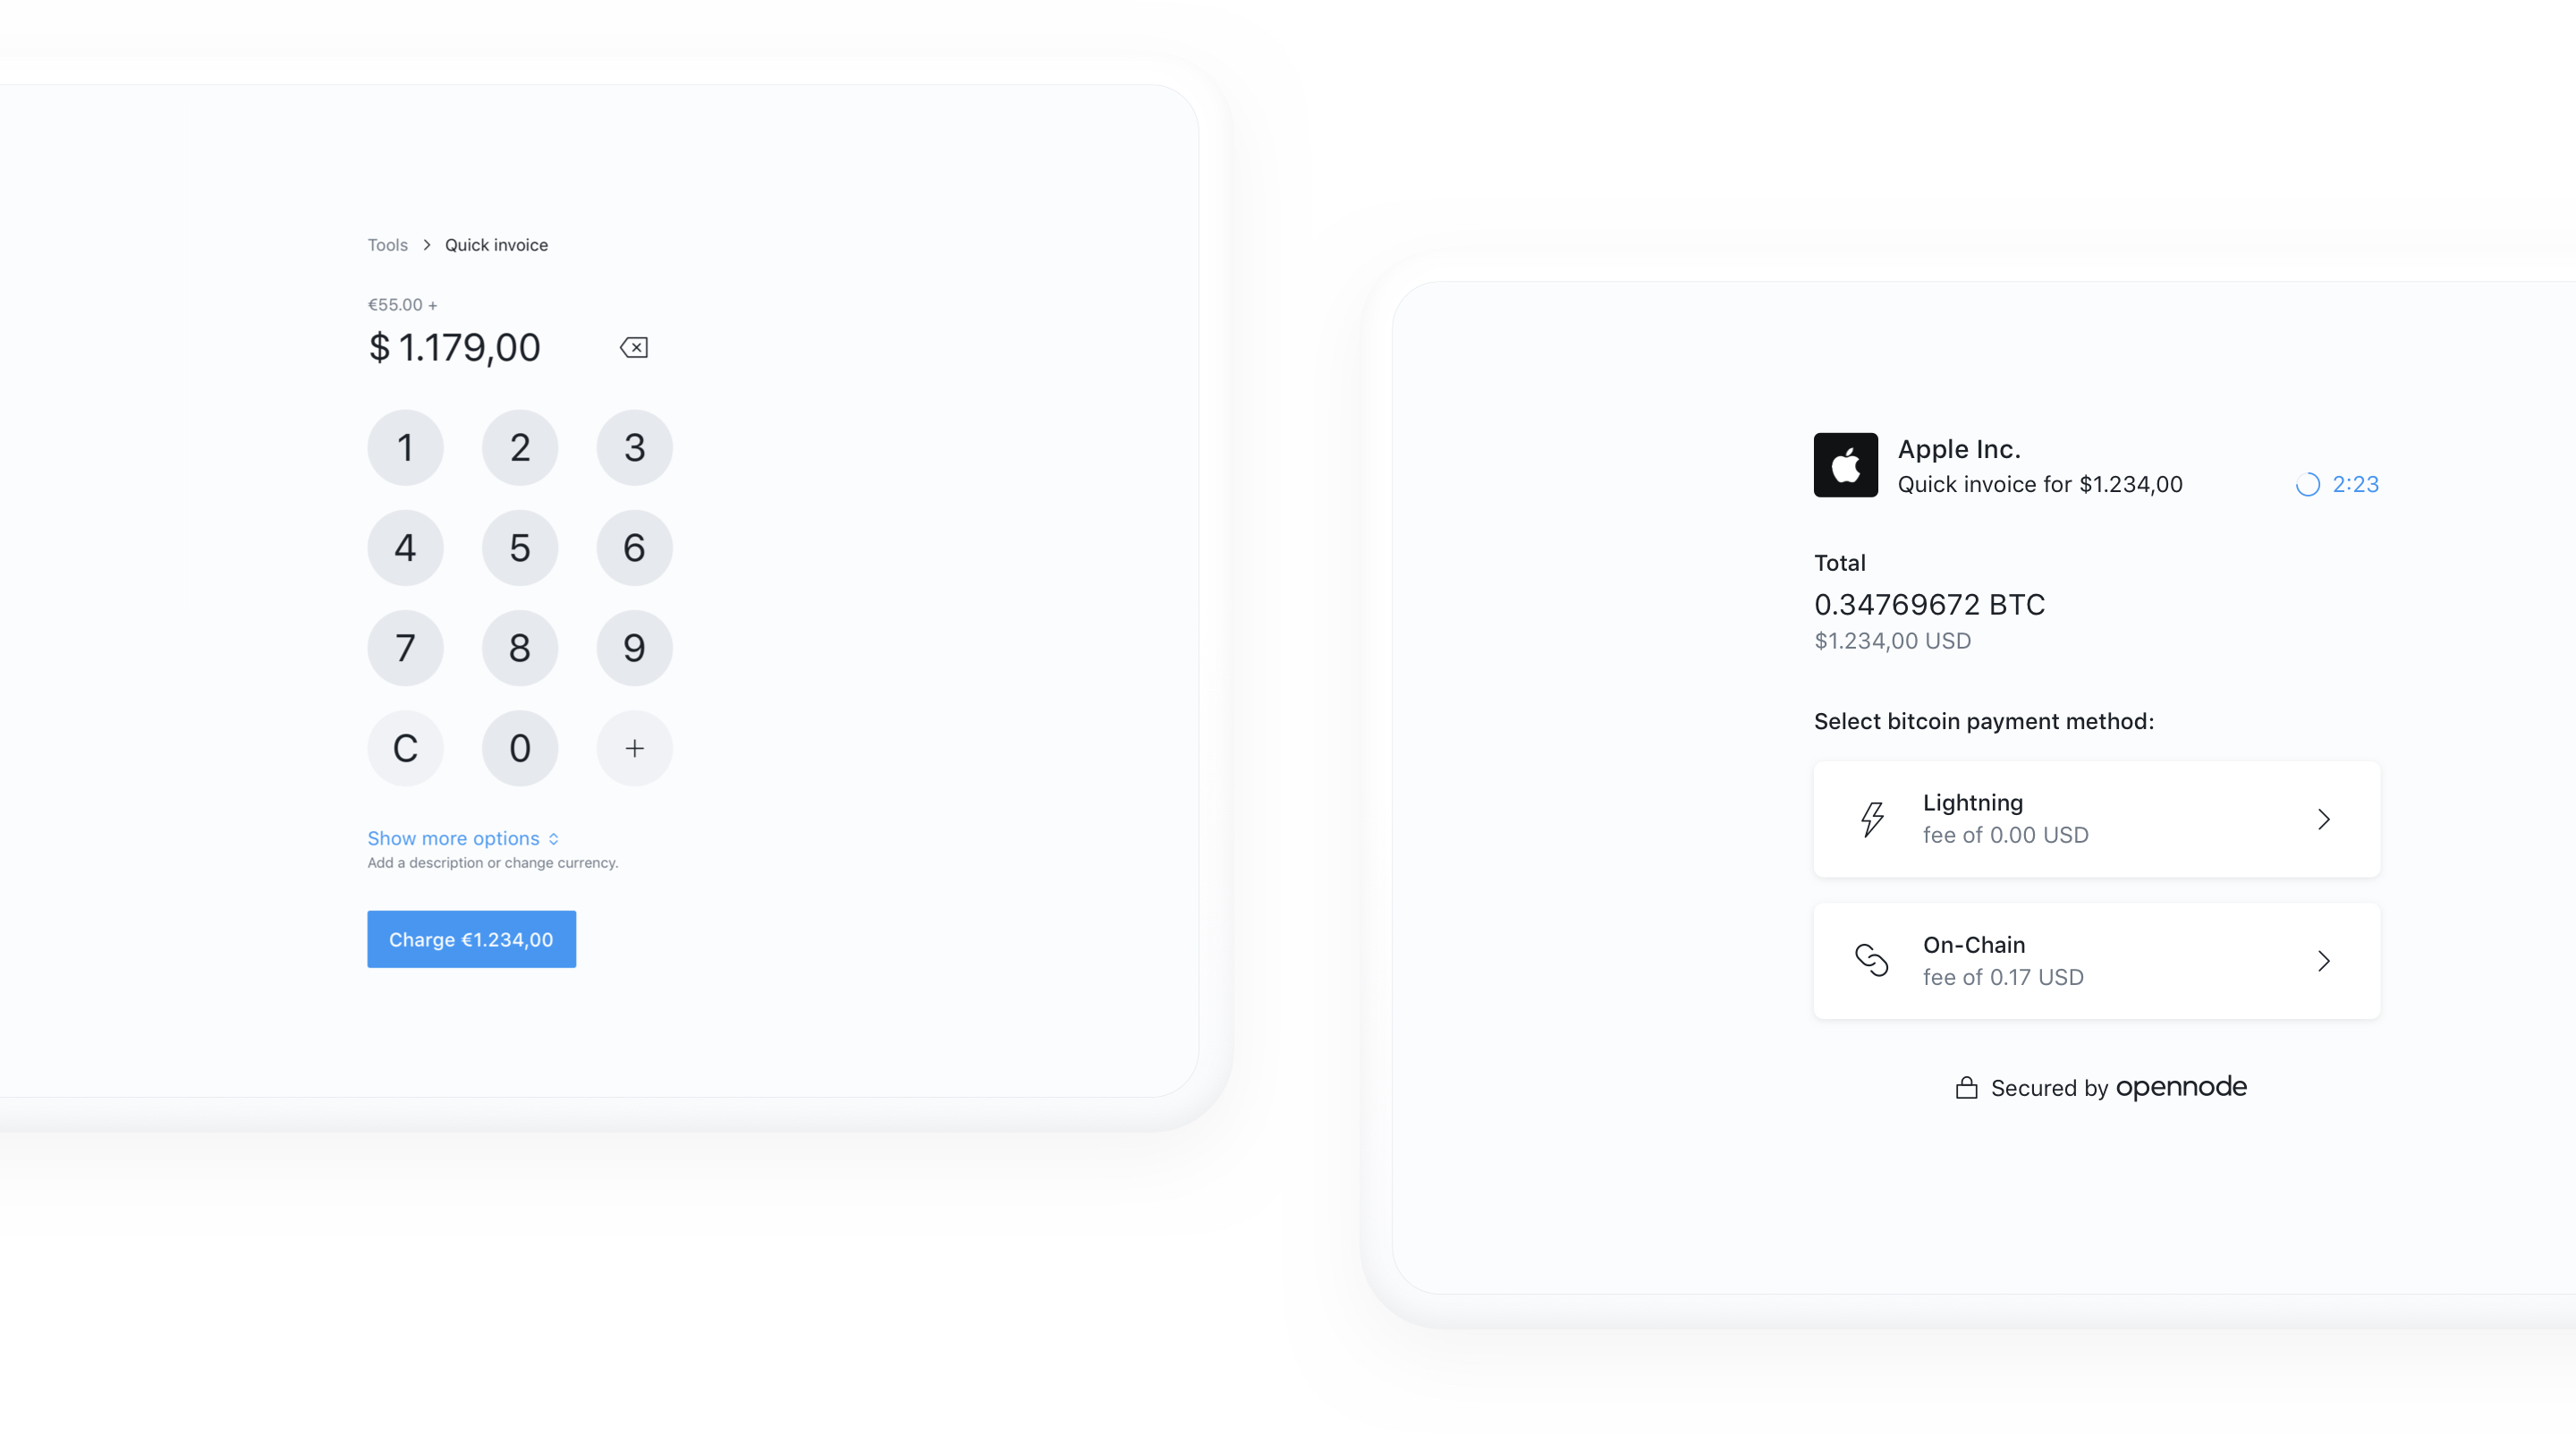 Tools > Quick invoice
€55.00 +
$ 1.179,00
1 2 3
4 5 6
7 8 9
C 0 +
Show more options
Add a description or change currency.
Charge €1.234,00
Apple Inc.
Quick invoice for $1.234,00
2:23
Total
0.34769672 BTC
$1.234,00 USD
Select bitcoin payment method:
Lightning
fee of 0.00 USD
On-Chain
fee of 0.17 USD
Secured by opennode